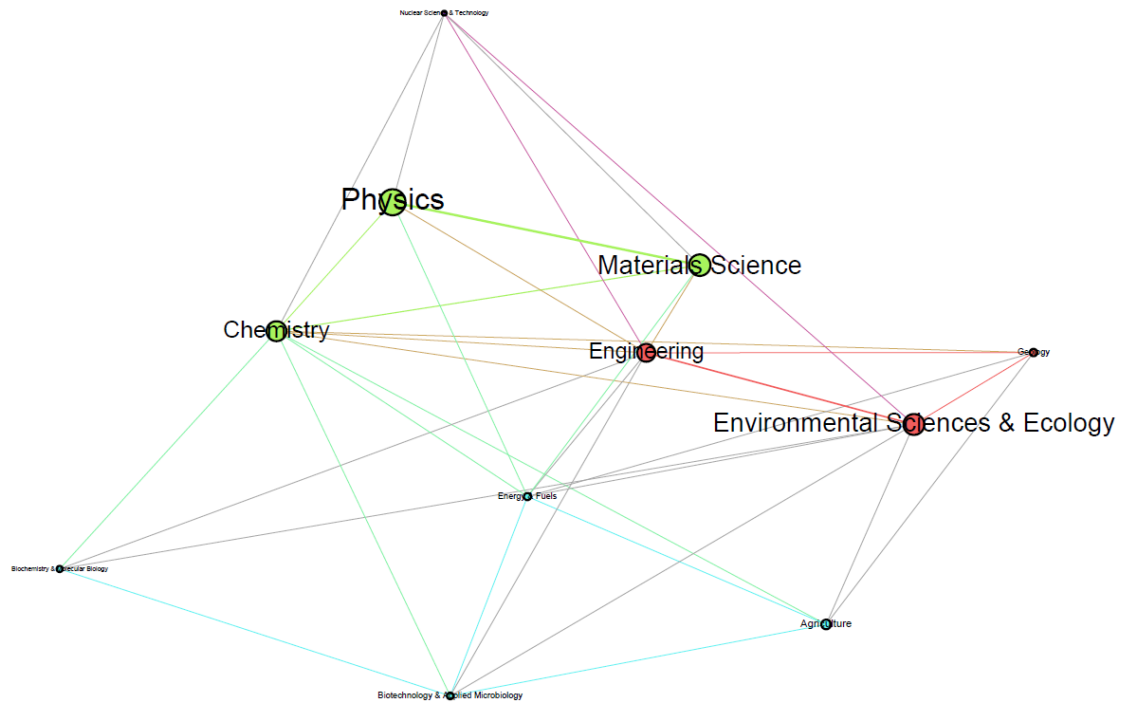 Nuclear Science & Technology
Physics
Materials Science
Chemistry
Engineering
Geology
Environmental Sciences & Ecology
Energy & Fuels
Biochemistry & Molecular Biology
Agriculture
Biotechnology & Applied Microbiology